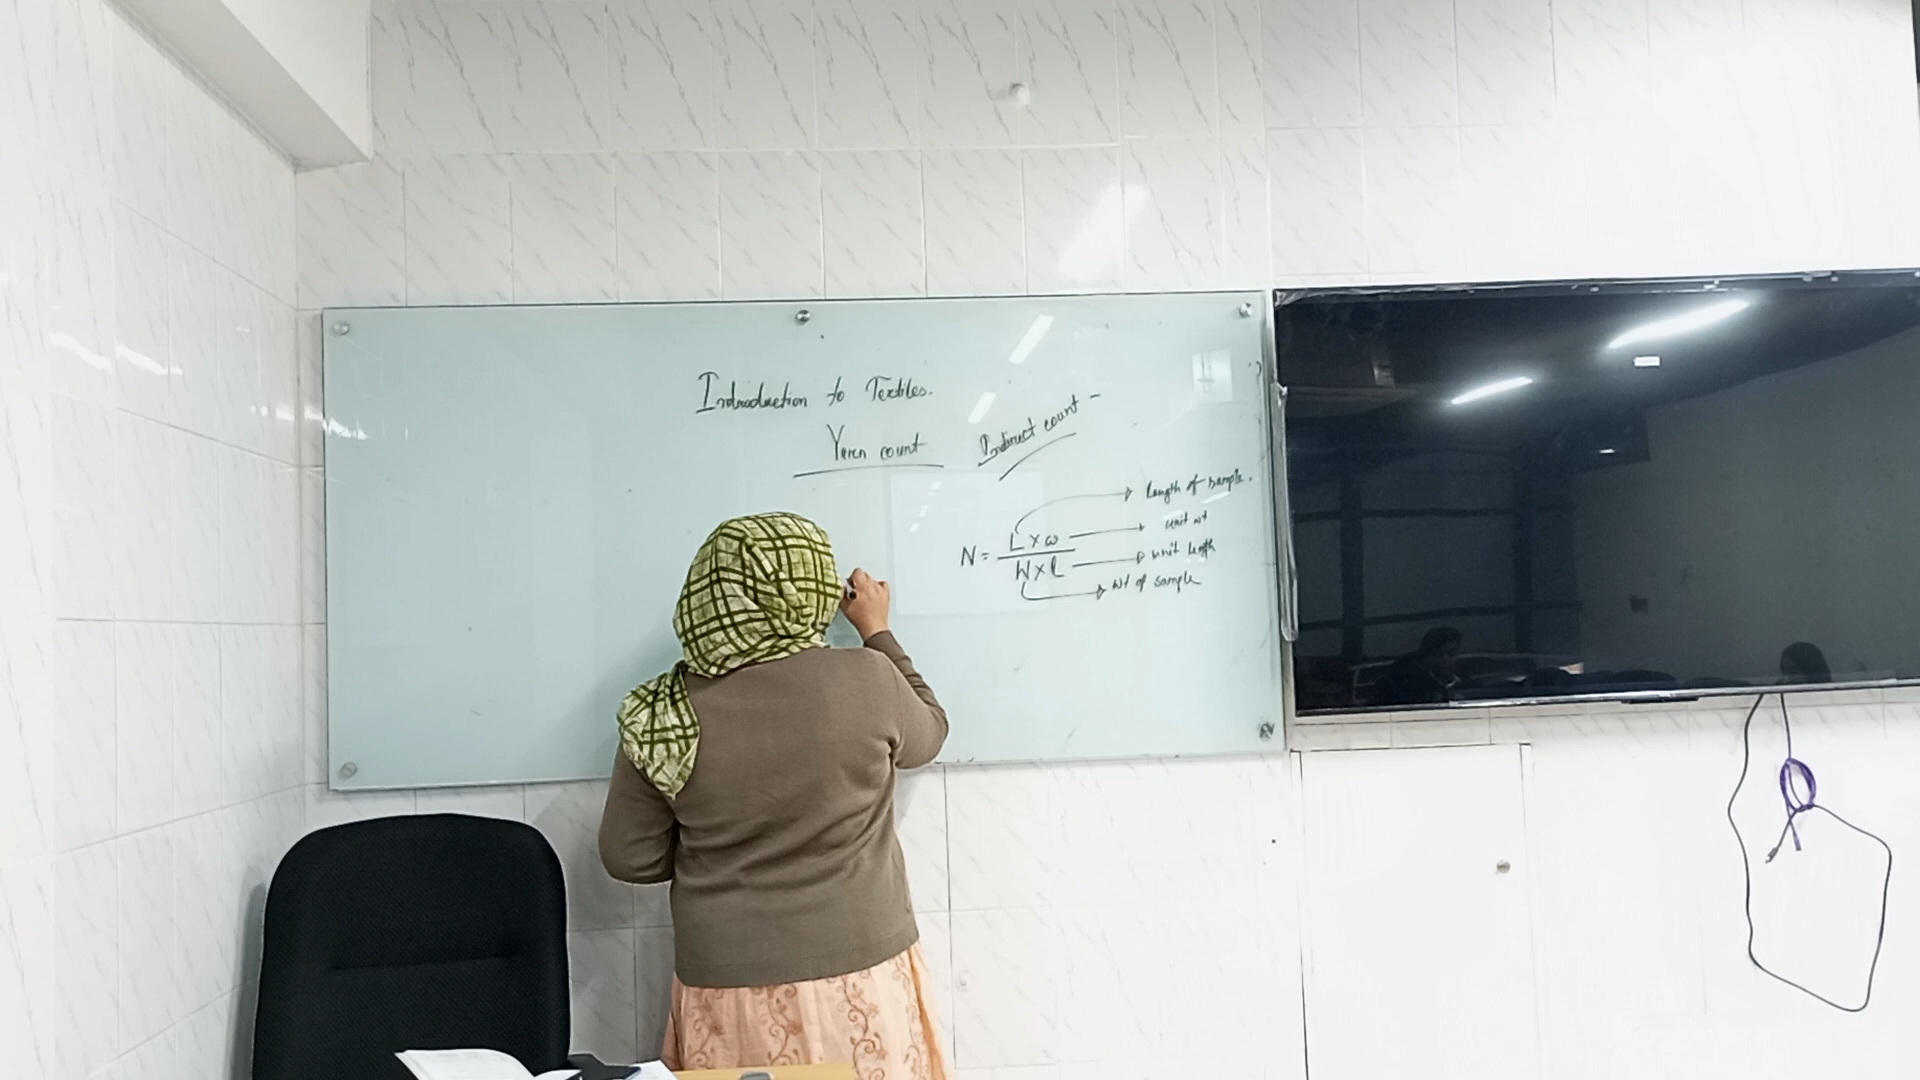 Introduction to Textiles.
Yarn count
Indirect count -
Length of sample.
unit wt
N = L × w
W × l
unit length
wt of sample